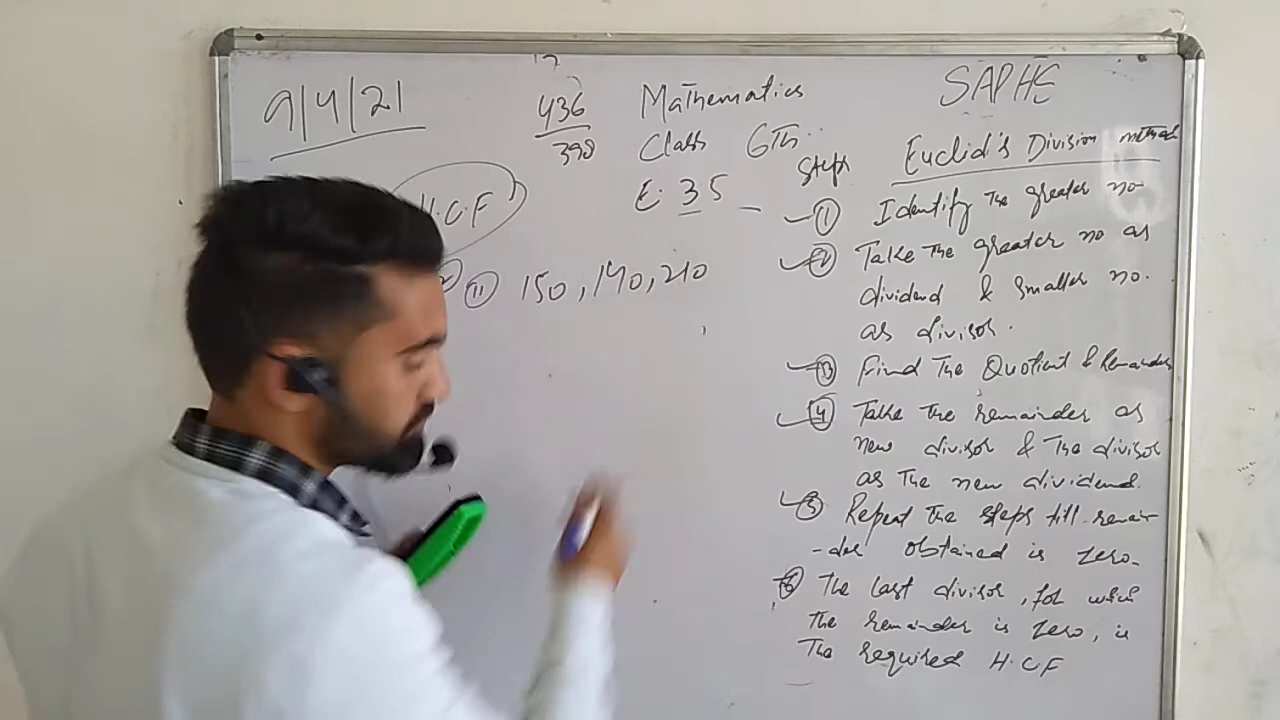 9/4/21
436
398
Mathematics
Class 6Th
E. 35
H.C.F
(11) 150, 140, 210
SAPHS
Steps
Euclid's Division method
(1) Identify The greater no
(2) Take The greater no as
dividend & smaller no.
as divisor.
(3) Find The Quotient & Remainder
(4) Take The remainder as
new divisor & The divisor
as The new dividend.
(5) Repeat The steps till remain
-der obtained is zero.
(6) The last divisor, for which
The remainder is zero, is
The required H.C.F